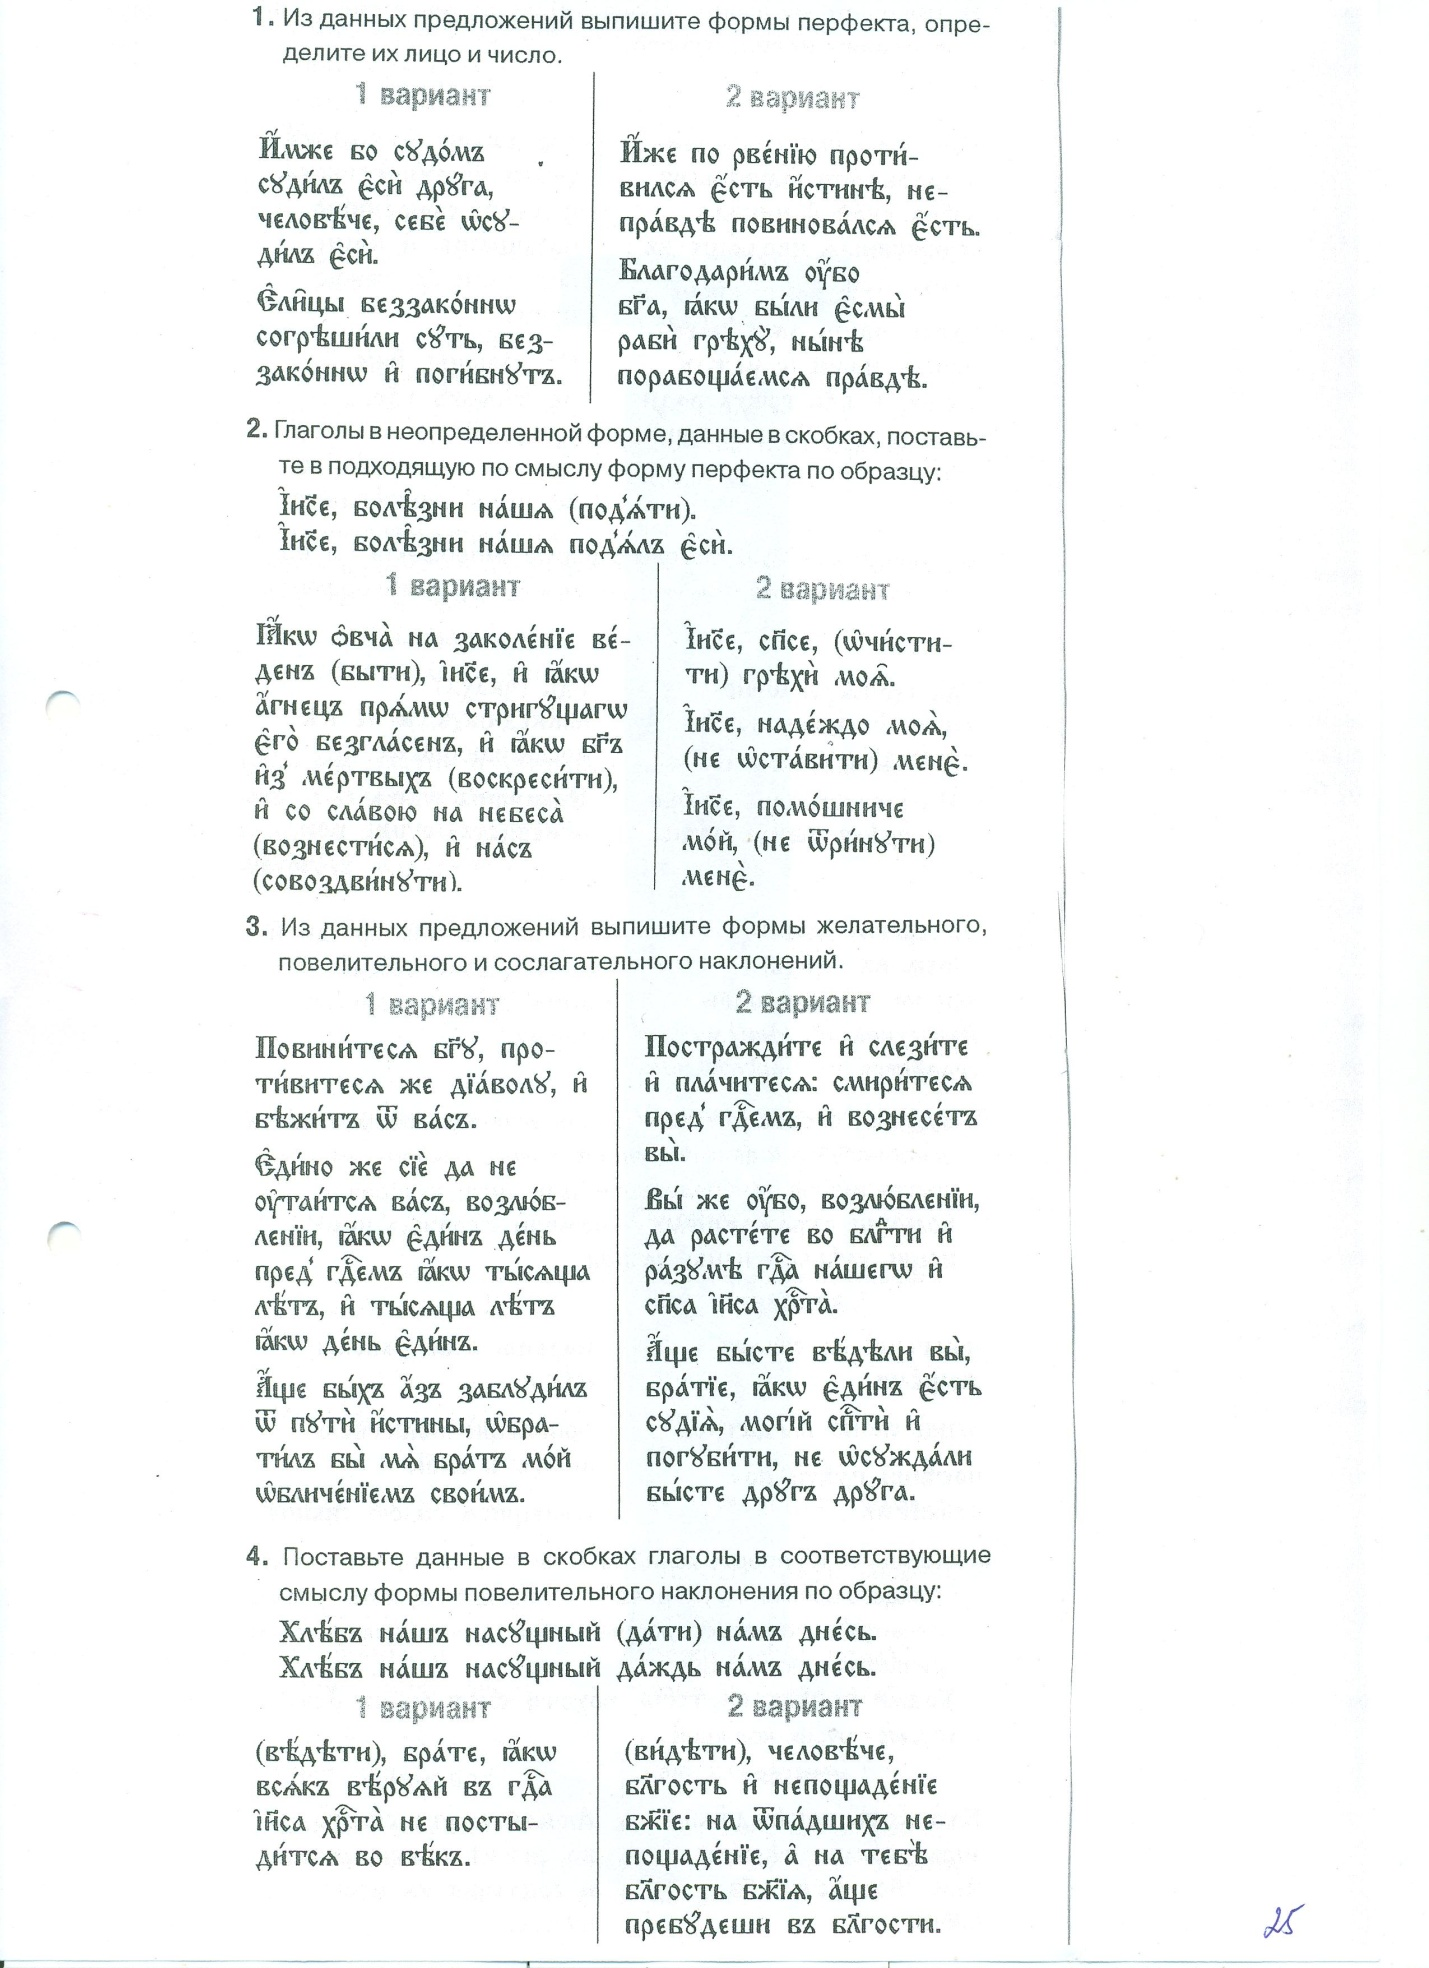 1. Из данных предложений выпишите формы перфекта, опре-
делите их лицо и число.
1 вариант
И҆́мже бо сꙋдо́мъ
сꙋди́лъ є҆сѝ дрꙋ́га,
человѣ́че, себѐ ѡ҆сꙋ-
ди́лъ є҆сѝ.
Є҆ли̑цы беззако́ннѡ
согрѣши́ли сꙋ́ть, без-
зако́ннѡ и҆ поги́бнꙋтъ.
2 вариант
И҆́же по рве́нїю проти́-
вилсѧ є҆́сть и҆́стинѣ, не-
пра́вдѣ повинова́лсѧ є҆́сть.
Благодари́мъ ᲂу҆́бо
бг҃а, ꙗ҆́кѡ бы́ли є҆смы̀
рабѝ грѣхꙋ̀, ны́нѣ
порабоща́емсѧ пра́вдѣ.
2. Глаголы в неопределенной форме, данные в скобках, поставь-
те в подходящую по смыслу форму перфекта по образцу:
І҆и҃се, болѣ̑зни на́шѧ (под̾ѧ́ти).
І҆и҃се, болѣ̑зни на́шѧ под̾ѧ́лъ є҆сѝ.
1 вариант
Ꙗ҆́кѡ ѻ҆вча̀ на заколе́нїе ве́-
денъ (быти), і҆и҃се, и҆ ꙗ҆́кѡ
а҆́гнецъ прѧ́мѡ стригꙋ́щагѡ
є҆го̀ безгла́сенъ, и҆ ꙗ҆́кѡ бг҃ъ
и҆з̾ ме́ртвыхъ (воскреси́ти),
и҆ со сла́вою на небеса̀
(вознести́сѧ), и҆ на́съ
(совоздви́нꙋти).
2 вариант
І҆и҃се, сп҃се, (ѡ҆чи́сти-
ти) грѣхѝ моѧ̑.
І҆и҃се, наде́ждо моѧ̀,
(не ѡ҆ста́вити) менє̀.
І҆и҃се, помо́щниче
мо́й, (не ѿри́нꙋти)
менє̀.
3. Из данных предложений выпишите формы желательного,
повелительного и сослагательного наклонений.
1 вариант
Повини́тесѧ бг҃ꙋ, про-
ти́витесѧ же дїа́волꙋ, и҆
бѣжи́тъ ѿ ва́съ.
Є҆ди́но же сїѐ да не
ᲂу҆таи́тсѧ ва́съ, возлю́б-
ленїи, ꙗ҆́кѡ є҆ди́нъ де́нь
пред̾ гдⷭ҇емъ ꙗ҆́кѡ ты́сѧща
лѣ́тъ, и҆ ты́сѧща лѣ́тъ
ꙗ҆́кѡ де́нь є҆ди́нъ.
А҆́ще бы́хъ а҆́зъ заблꙋди́лъ
ѿ пꙋтѝ и҆́стины, ѡ҆бра-
ти́лъ бы̀ мѧ̀ бра́тъ мо́й
ѡ҆бличе́нїемъ свои́мъ.
2 вариант
Постражди́те и҆ слези́те
и҆ пла́читесѧ: смири́тесѧ
пред̾ гдⷭ҇емъ, и҆ вознесе́тъ
вы̀.
Вы́ же ᲂу҆́бо, возлю́бленїи,
да расте́те во блгⷣти и҆
ра́зꙋмѣ гдⷭ҇а на́шегѡ и҆
сп҃са і҆и҃са хрⷭ҇та̀.
А҆́ще бы́сте вѣ́дѣли вы̀,
бра́тїе, ꙗ҆́кѡ є҆ди́нъ є҆́сть
сꙋдїѧ̀, могі́й спⷭ҇тѝ и҆
погꙋби́ти, не ѡ҆сꙋжда́ли
бы́сте дрꙋ́гъ дрꙋ́га.
4. Поставьте данные в скобках глаголы в соответствующие
смыслу формы повелительного наклонения по образцу:
Хлѣ́бъ на́шъ насꙋ́щный (да́ти) на́мъ дне́сь.
Хлѣ́бъ на́шъ насꙋ́щный да́ждь на́мъ дне́сь.
1 вариант
(вѣ́дѣти), бра́те, ꙗ҆́кѡ
всѧ́къ вѣ́рꙋѧй въ гдⷭ҇а
і҆и҃са хрⷭ҇та̀ не посты-
ди́тсѧ во вѣ́къ.
2 вариант
(ви́дѣти), человѣ́че,
бл҃гость и҆ непощаде́нїе
бж҃їе: на ѿпа́дшихъ не-
пощаде́нїе, а҆ на тебѣ̀
бл҃гость бж҃їѧ, а҆́ще
пребꙋ́деши въ бл҃гости.
25